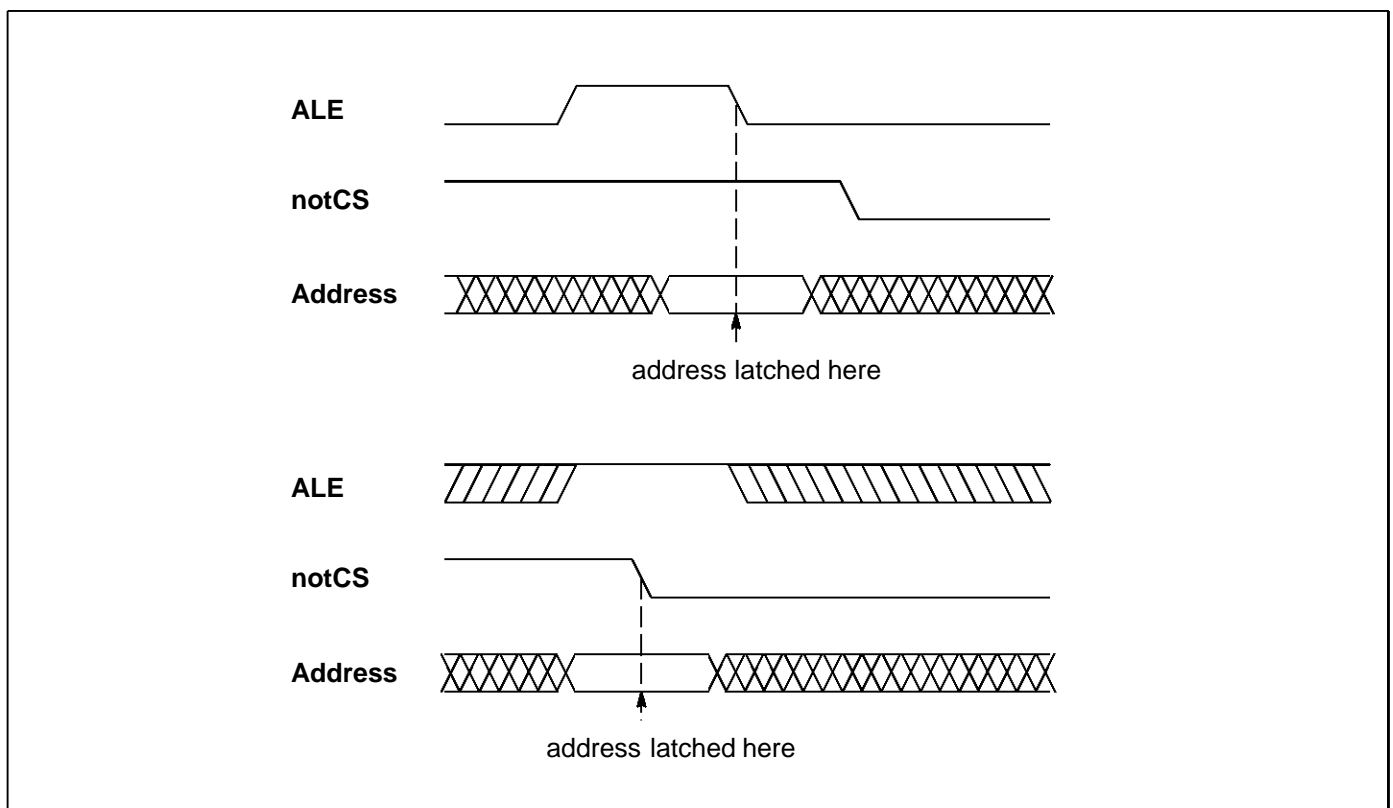 ALE
notCS
Address
address latched here
ALE
notCS
Address
address latched here